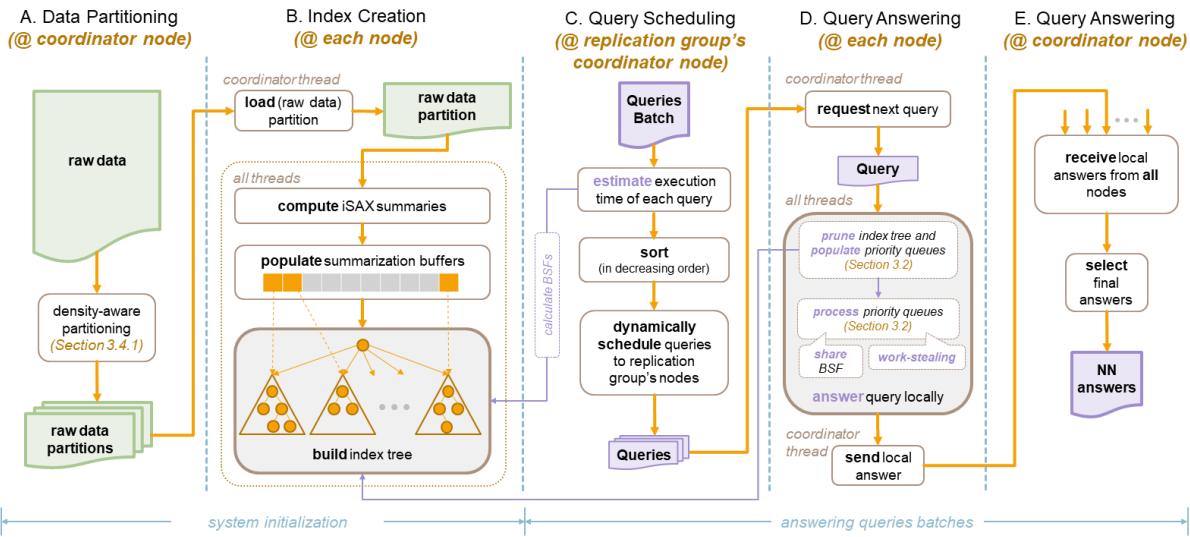 A. Data Partitioning
(@ coordinator node)
raw data
density-aware
partitioning
(Section 3.4.1)
raw data
partitions
B. Index Creation
(@ each node)
coordinator thread
load (raw data)
partition
raw data
partition
all threads
compute iSAX summaries
populate summarization buffers
build index tree
C. Query Scheduling
(@ replication group's
coordinator node)
Queries
Batch
estimate execution
time of each query
calculate BSFs
sort
(in decreasing order)
dynamically
schedule queries
to replication
group's nodes
Queries
D. Query Answering
(@ each node)
coordinator thread
request next query
Query
all threads
prune index tree and
populate priority queues
(Section 3.2)
process priority queues
(Section 3.2)
share
BSF
work-stealing
answer query locally
coordinator
thread
send local
answer
E. Query Answering
(@ coordinator node)
receive local
answers from all
nodes
select
final
answers
NN
answers
system initialization
answering queries batches